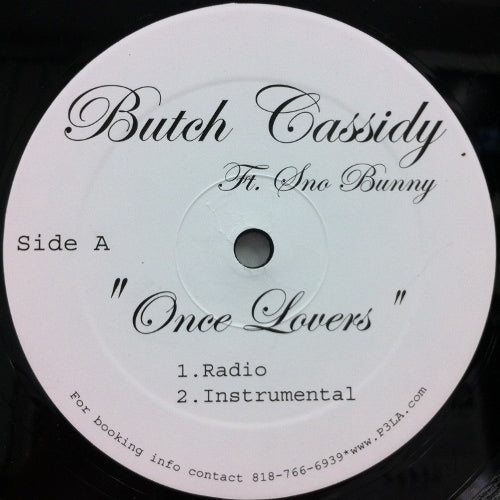 Butch Cassidy
Ft. Sno Bunny
Side A
"Once Lovers"
1.Radio
2.Instrumental
For booking info contact 818-766-6939*www.P3LA.com